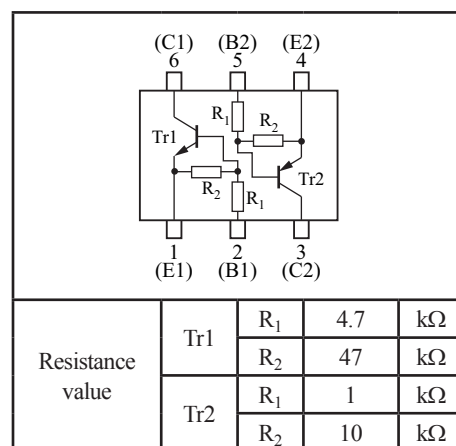 (C1) (B2) (E2)
6 5 4
R1
R2
Tr1
Tr2
R2
R1
1 2 3
(E1) (B1) (C2)
Resistance value
Tr1 R1 4.7 kΩ
R2 47 kΩ
Tr2 R1 1 kΩ
R2 10 kΩ